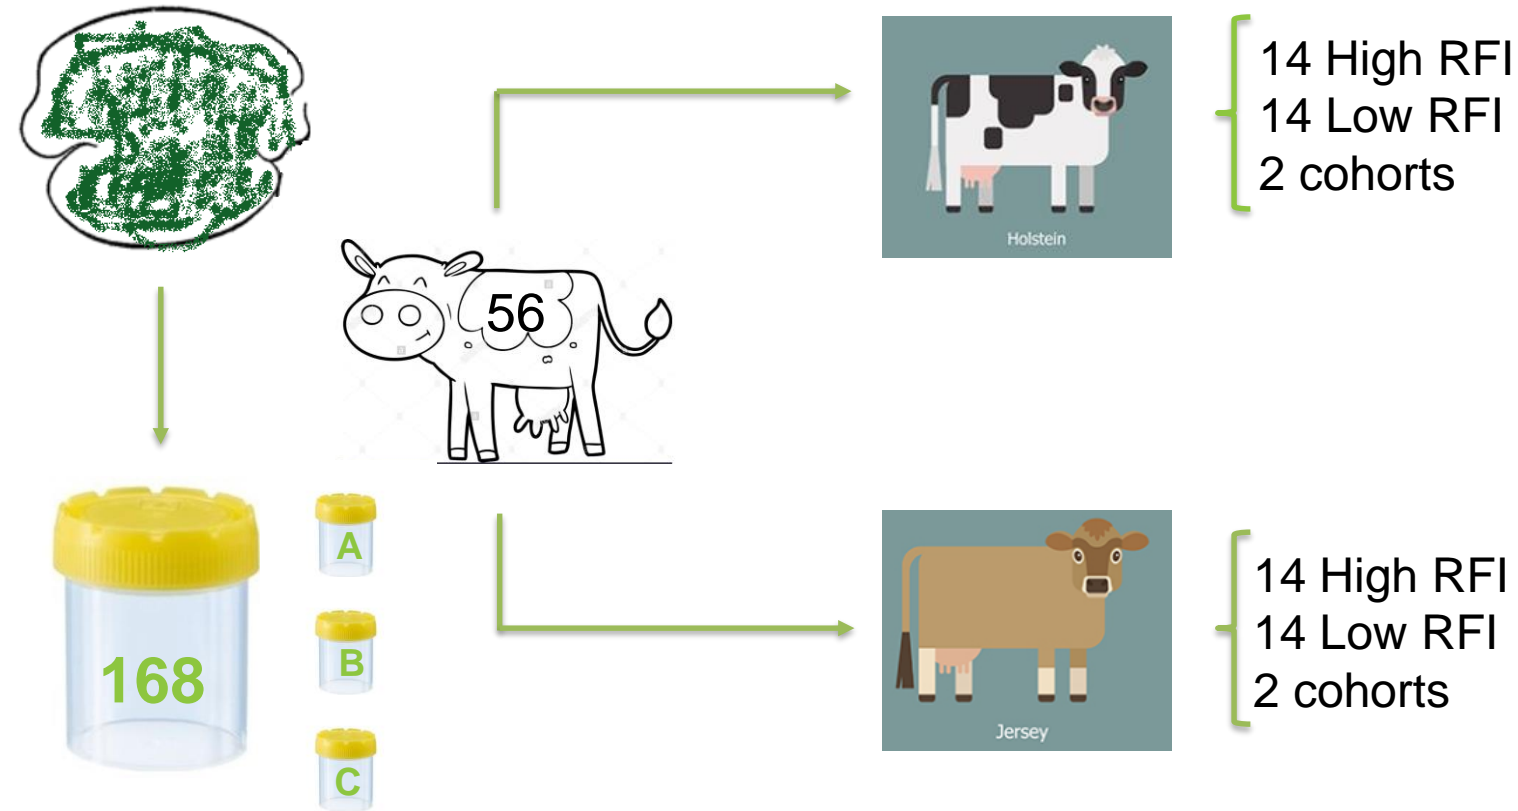 14 High RFI
14 Low RFI
2 cohorts
Holstein
56
168
A
B
C
Jersey
14 High RFI
14 Low RFI
2 cohorts